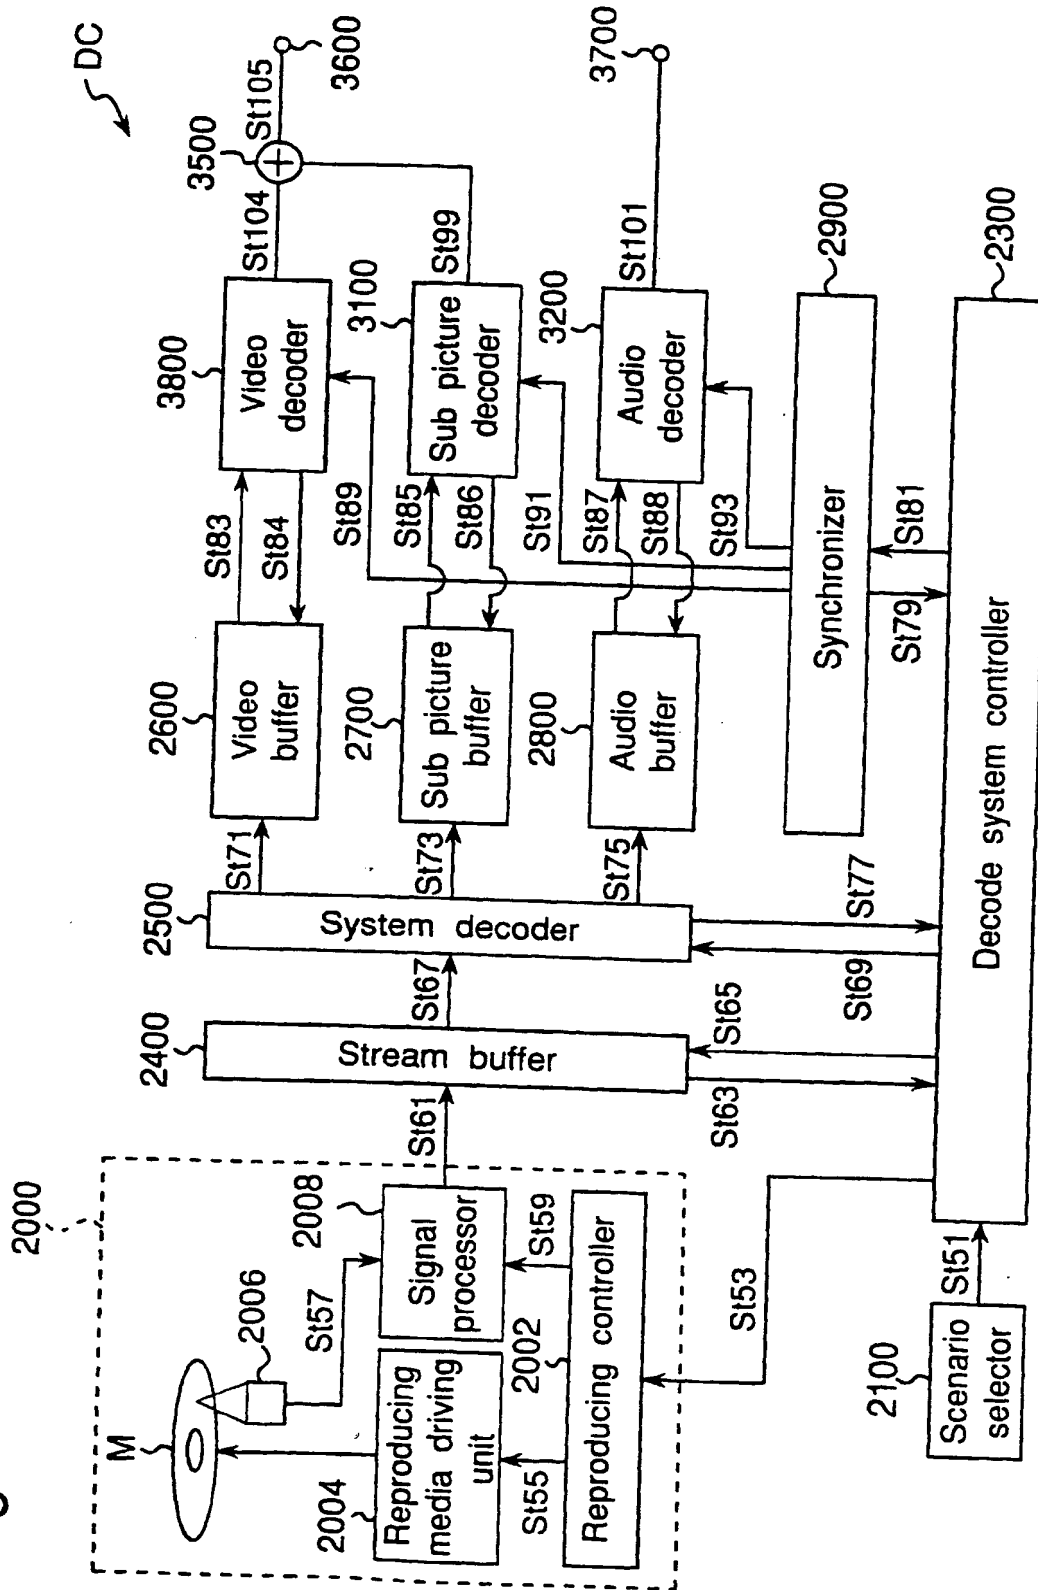 DC
2000
M
2006
2004
Reproducing
media driving
unit
St57
2008
Signal
processor
St55
2002
St59
Reproducing controller
St53
St61
2400
Stream buffer
St63
St65
St67
2500
System decoder
St69
St77
St71
St73
St75
2600
Video
buffer
2700
Sub picture
buffer
2800
Audio
buffer
St83
St84
St89
St85
St86
St91
St87
St88
St93
3800
Video
decoder
3100
Sub picture
decoder
3200
Audio
decoder
St104
3500
St105
3600
St99
St101
3700
Synchronizer
2900
St79
St81
2100
Scenario
selector
St51
Decode system controller
2300